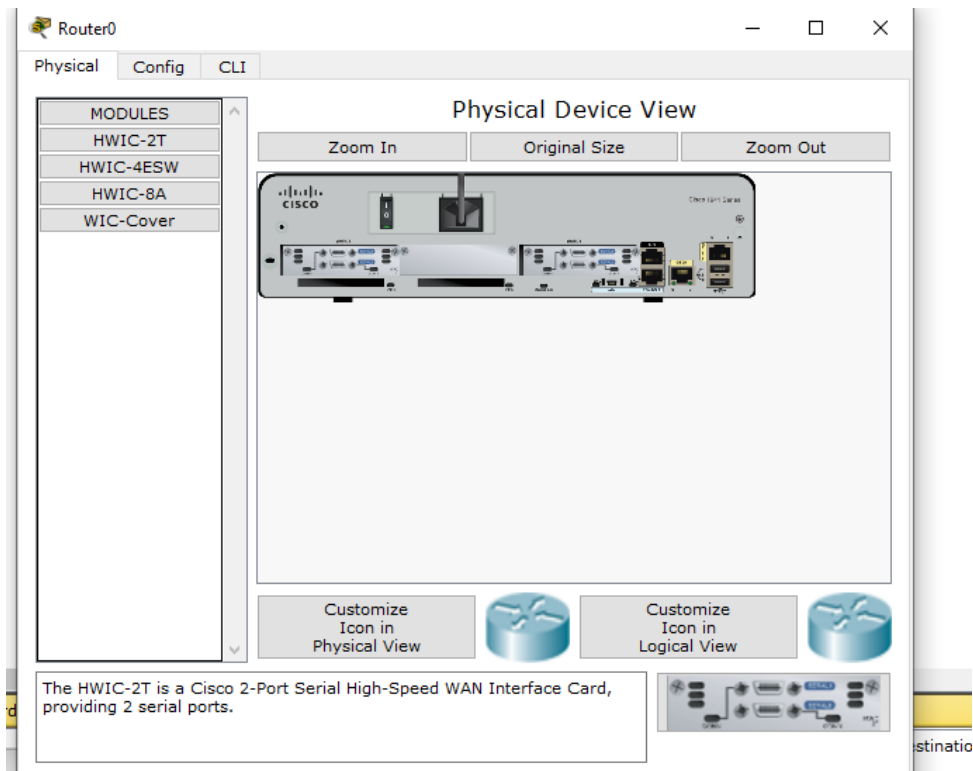 Router0
Physical
Config
CLI
MODULES
HWIC-2T
HWIC-4ESW
HWIC-8A
WIC-Cover
Physical Device View
Zoom In
Original Size
Zoom Out
CISCO
Customize
Icon in
Physical View
Customize
Icon in
Logical View
The HWIC-2T is a Cisco 2-Port Serial High-Speed WAN Interface Card,
providing 2 serial ports.
rd
estinatio